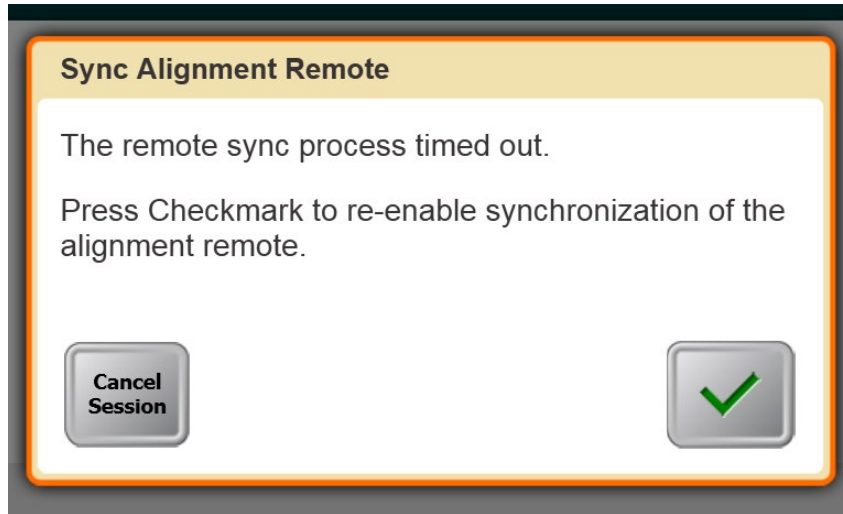 Sync Alignment Remote
The remote sync process timed out.
Press Checkmark to re-enable synchronization of the
alignment remote.
Cancel
Session